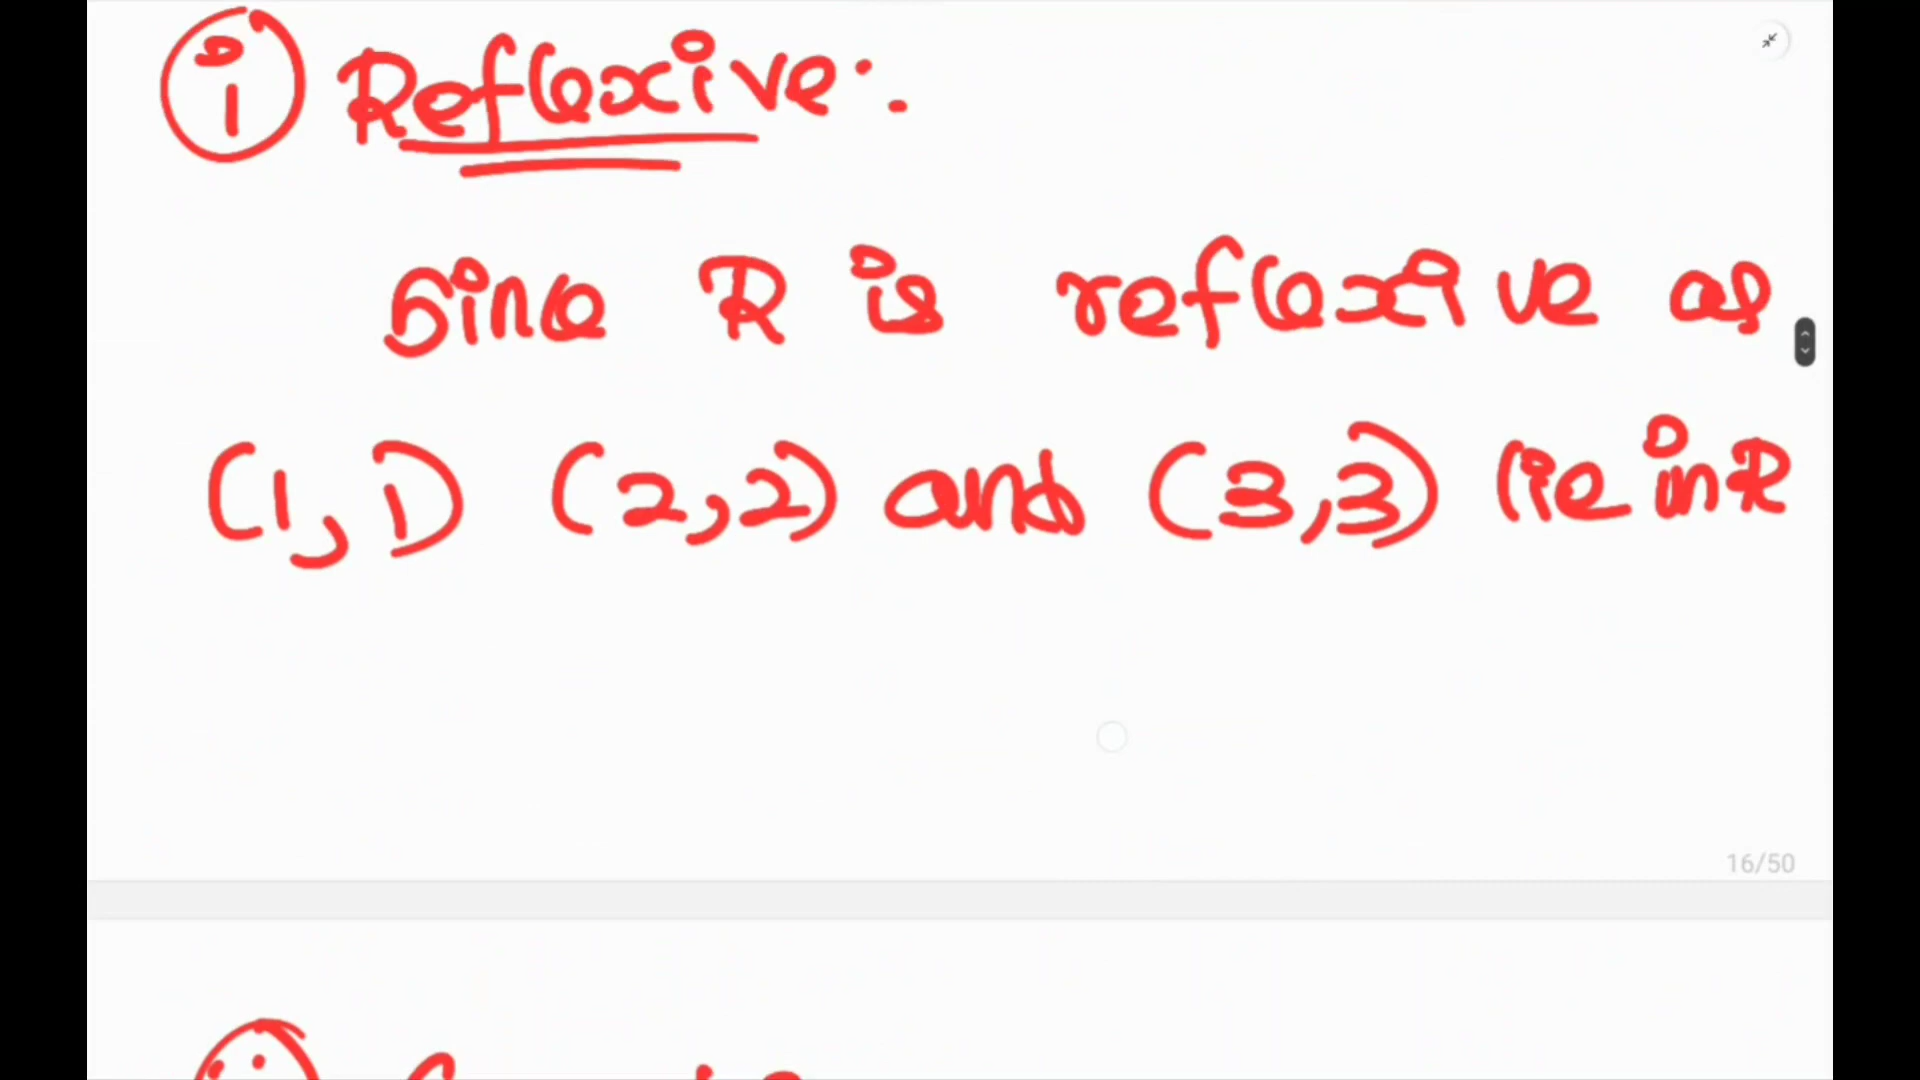 i Reflexive:
Since R is reflexive as
(1,1) (2,2) and (3,3) lie in R
16/50